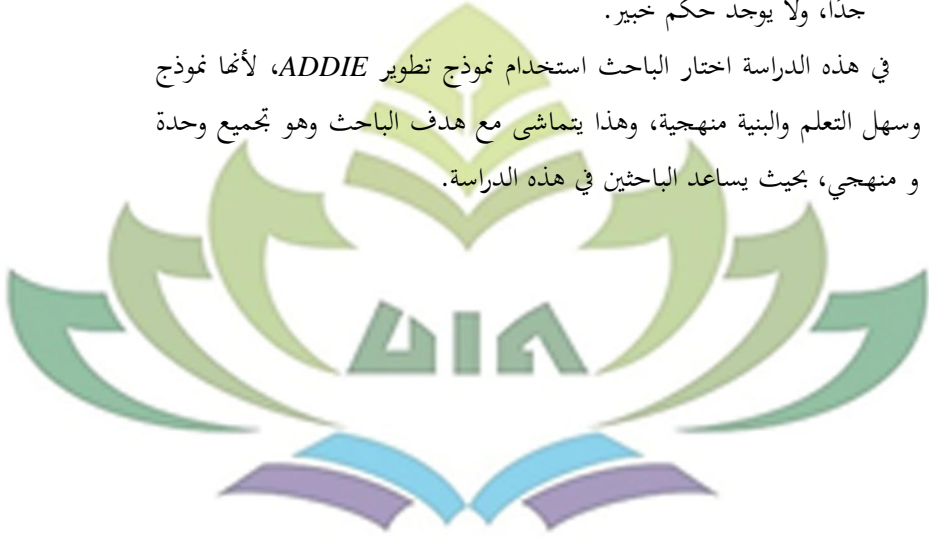 جدًا، ولا يوجد حكم خبير.
في هذه الدراسة اختار الباحث استخدام نموذج تطوير ADDIE، لأنها نموذج
وسهل التعلم والبنية منهجية، وهذا يتماشى مع هدف الباحث وهو تجميع وحدة
و منهجي، بحيث يساعد الباحثين في هذه الدراسة.
UIN